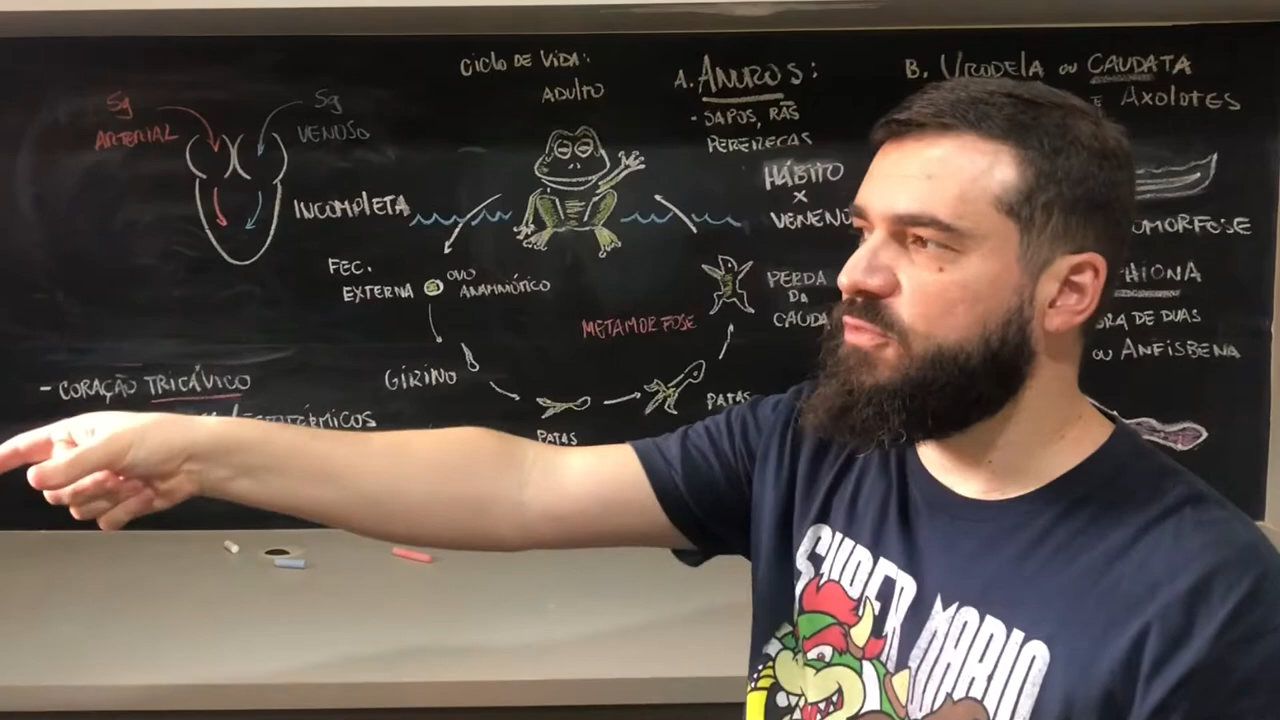 Sg
ARTERIAL
Sg
VENOSO
INCOMPLETA
- CORAÇÃO TRICÁVICO
CICLO DE VIDA:
ADULTO
FEC.
EXTERNA
OVO
ANAMNIÓTICO
GIRINO
PATAS
PATAS
METAMORFOSE
PERDA
DA
CAUDA
A. ANUROS:
- SAPOS, RÃS
PERERECAS
HÁBITO
X
VENENO
B. URODELA OU CAUDATA
E AXOLOTES
OMORFOSE
HIONA
BRA DE DUAS
OU ANFISBENA
SUPER
MARIO